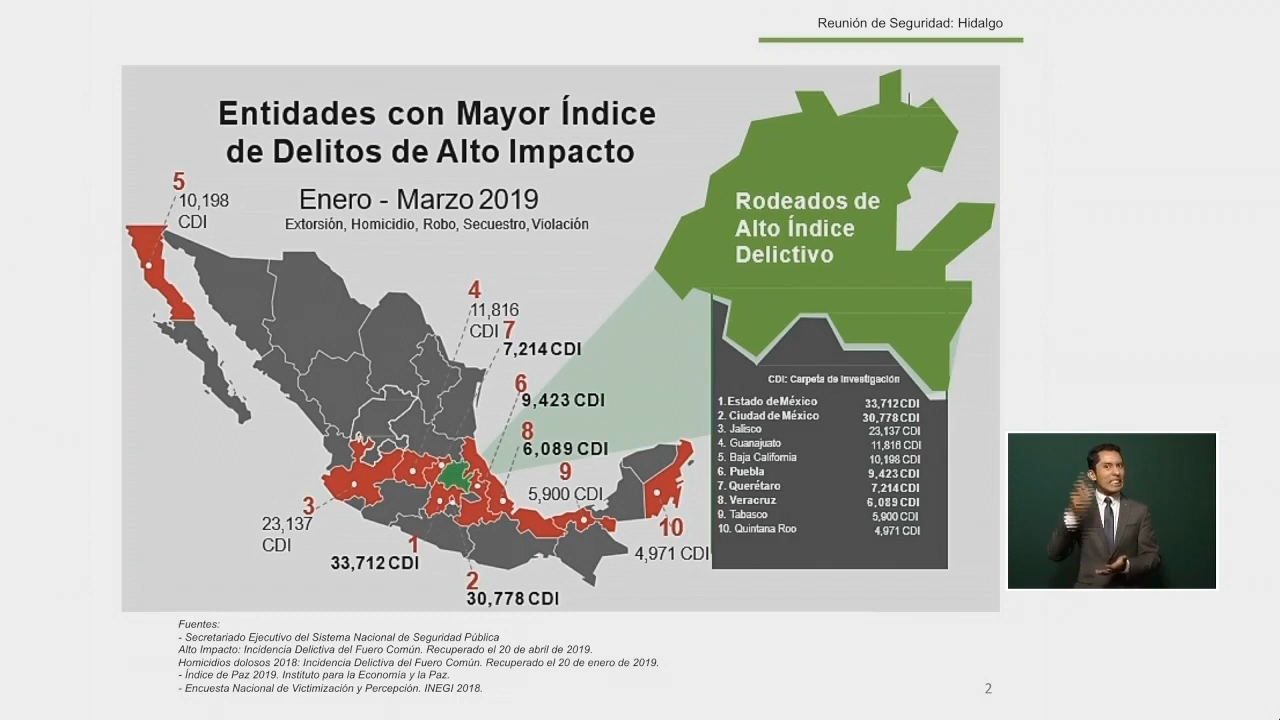 Reunión de Seguridad: Hidalgo
Entidades con Mayor Índice
de Delitos de Alto Impacto
Enero - Marzo 2019
Extorsión, Homicidio, Robo, Secuestro, Violación
5
10,198
CDI
4
11,816
CDI
7
7,214 CDI
6
9,423 CDI
8
6,089 CDI
9
5,900 CDI
10
4,971 CDI
3
23,137
CDI
1
33,712 CDI
2
30,778 CDI
Rodeados de
Alto Índice
Delictivo
CDI: Carpeta de Investigación
1. Estado de México 33,712 CDI
2. Ciudad de México 30,778 CDI
3. Jalisco 23,137 CDI
4. Guanajuato 11,816 CDI
5. Baja California 10,198 CDI
6. Puebla 9,423 CDI
7. Querétaro 7,214 CDI
8. Veracruz 6,089 CDI
9. Tabasco 5,900 CDI
10. Quintana Roo 4,971 CDI
Fuentes:
- Secretariado Ejecutivo del Sistema Nacional de Seguridad Pública
Alto Impacto: Incidencia Delictiva del Fuero Común. Recuperado el 20 de abril de 2019.
Homicidios dolosos 2018: Incidencia Delictiva del Fuero Común. Recuperado el 20 de enero de 2019.
- Índice de Paz 2019. Instituto para la Economía y la Paz.
- Encuesta Nacional de Victimización y Percepción. INEGI 2018.
2